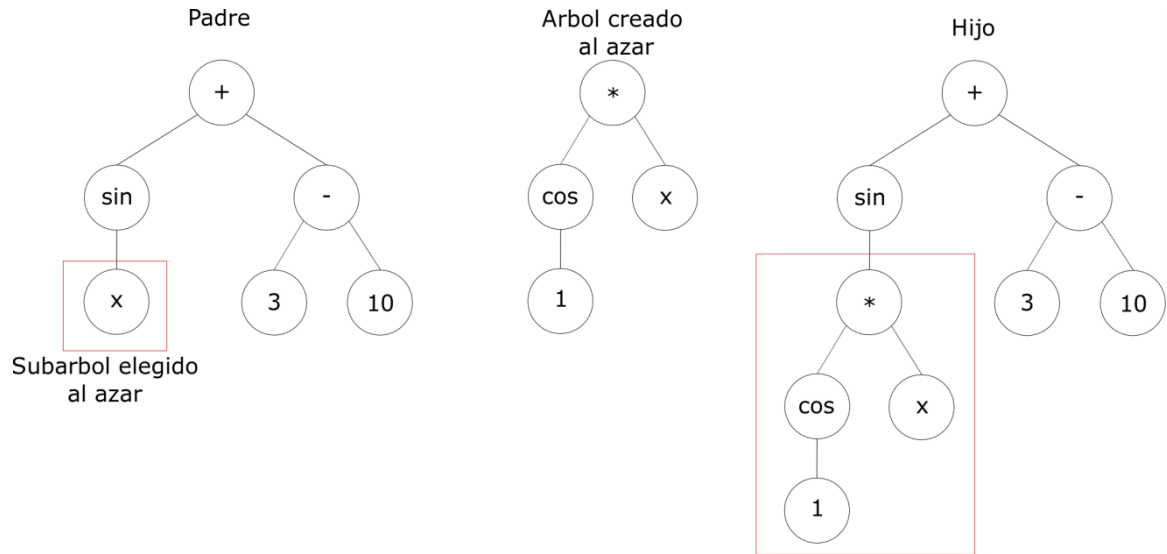 Padre
+
sin
-
x
3
10
Subarbol elegido
al azar
Arbol creado
al azar
*
cos
x
1
Hijo
+
sin
-
*
3
10
cos
x
1